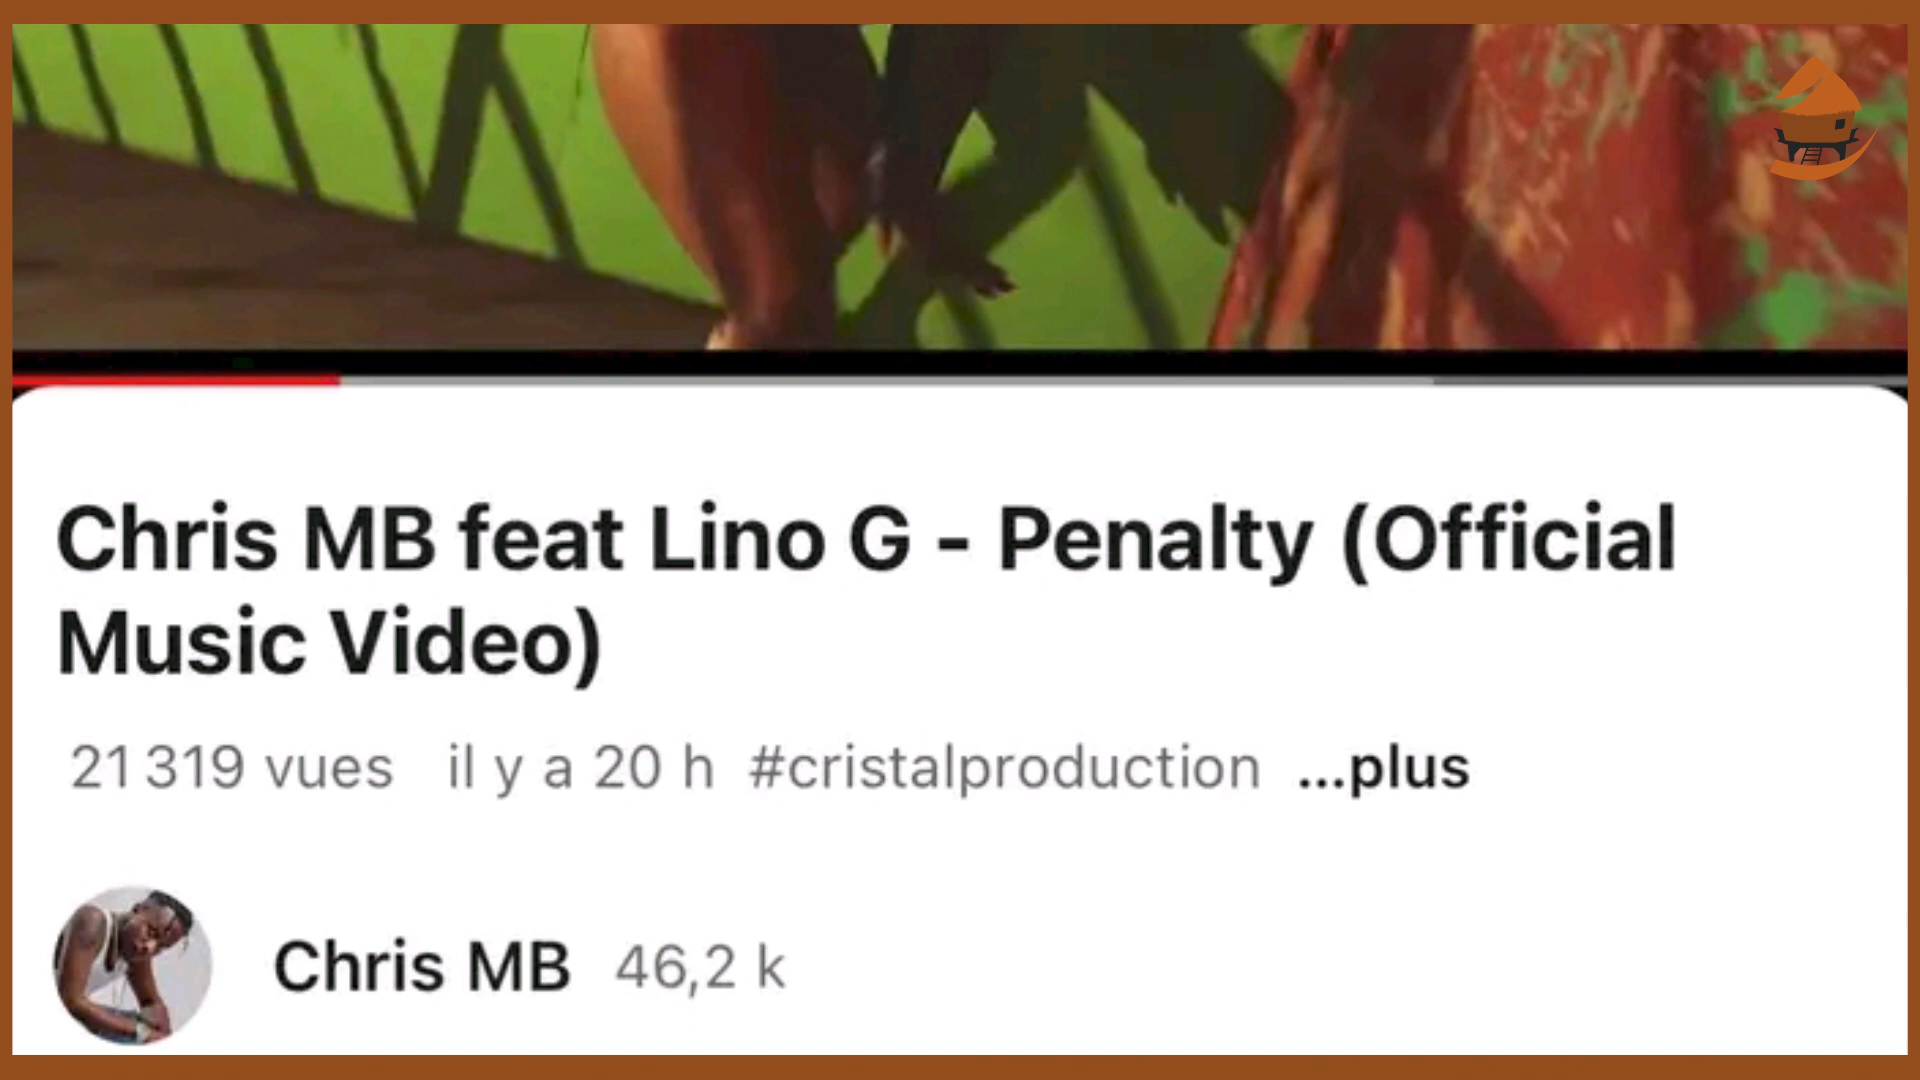 Chris MB feat Lino G - Penalty (Official
Music Video)
21 319 vues il y a 20 h #cristalproduction ...plus
Chris MB 46,2 k